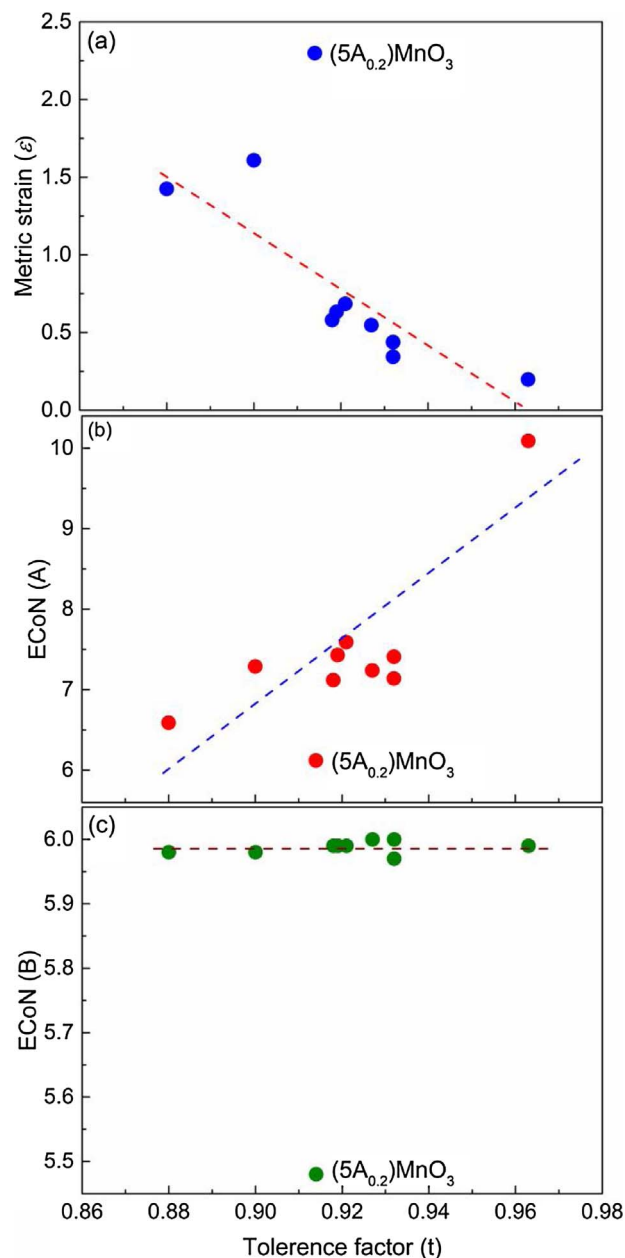 (a)
(5A₀.₂)MnO₃
2.5
2.0
1.5
1.0
0.5
0.0
Metric strain (ε)
(b)
10
9
8
7
6
ECoN (A)
(5A₀.₂)MnO₃
(c)
6.0
5.9
5.8
5.7
5.6
5.5
ECoN (B)
(5A₀.₂)MnO₃
0.86 0.88 0.90 0.92 0.94 0.96 0.98
Tolerence factor (t)